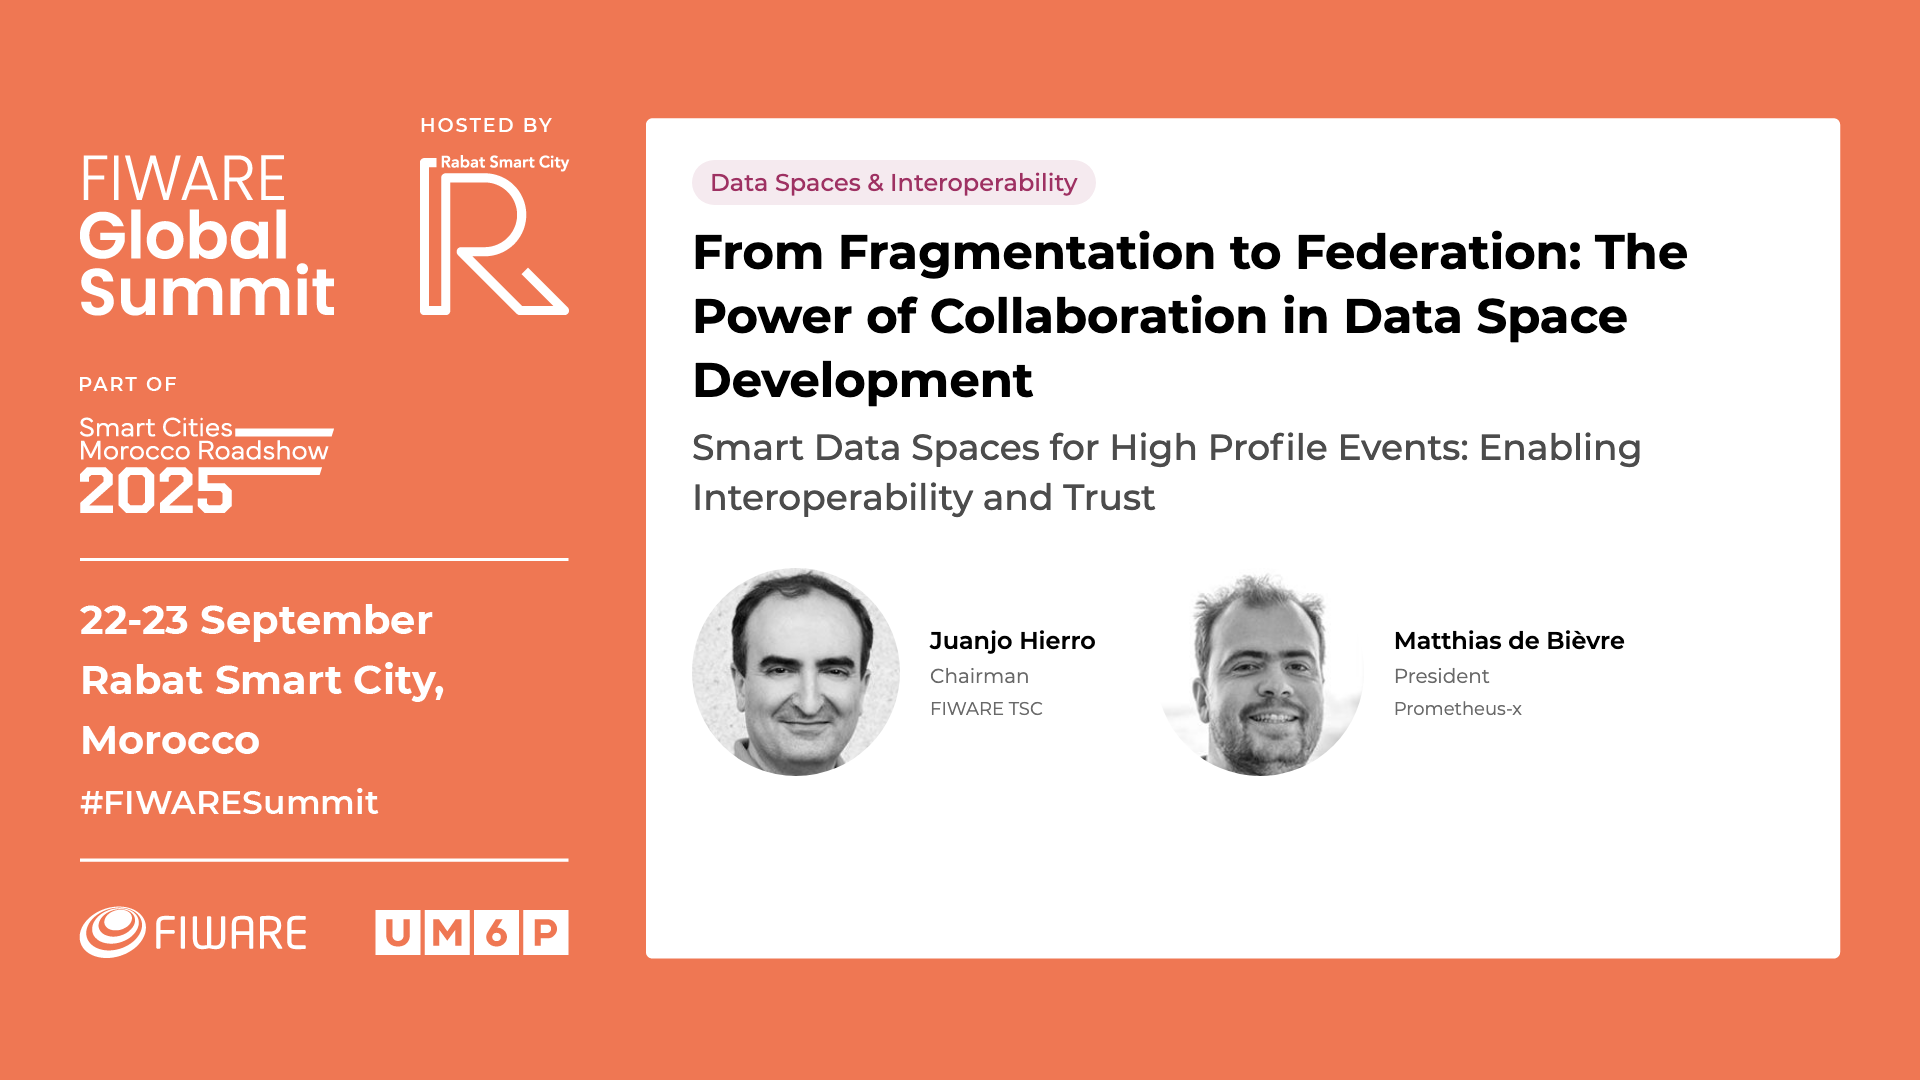 FIWARE
Global
Summit
HOSTED BY
Rabat Smart City
R
PART OF
Smart Cities
Morocco Roadshow
2025
22-23 September
Rabat Smart City,
Morocco
#FIWARESummit
FIWARE
UM6P
Data Spaces & Interoperability
From Fragmentation to Federation: The
Power of Collaboration in Data Space
Development
Smart Data Spaces for High Profile Events: Enabling
Interoperability and Trust
Juanjo Hierro
Chairman
FIWARE TSC
Matthias de Bièvre
President
Prometheus-x